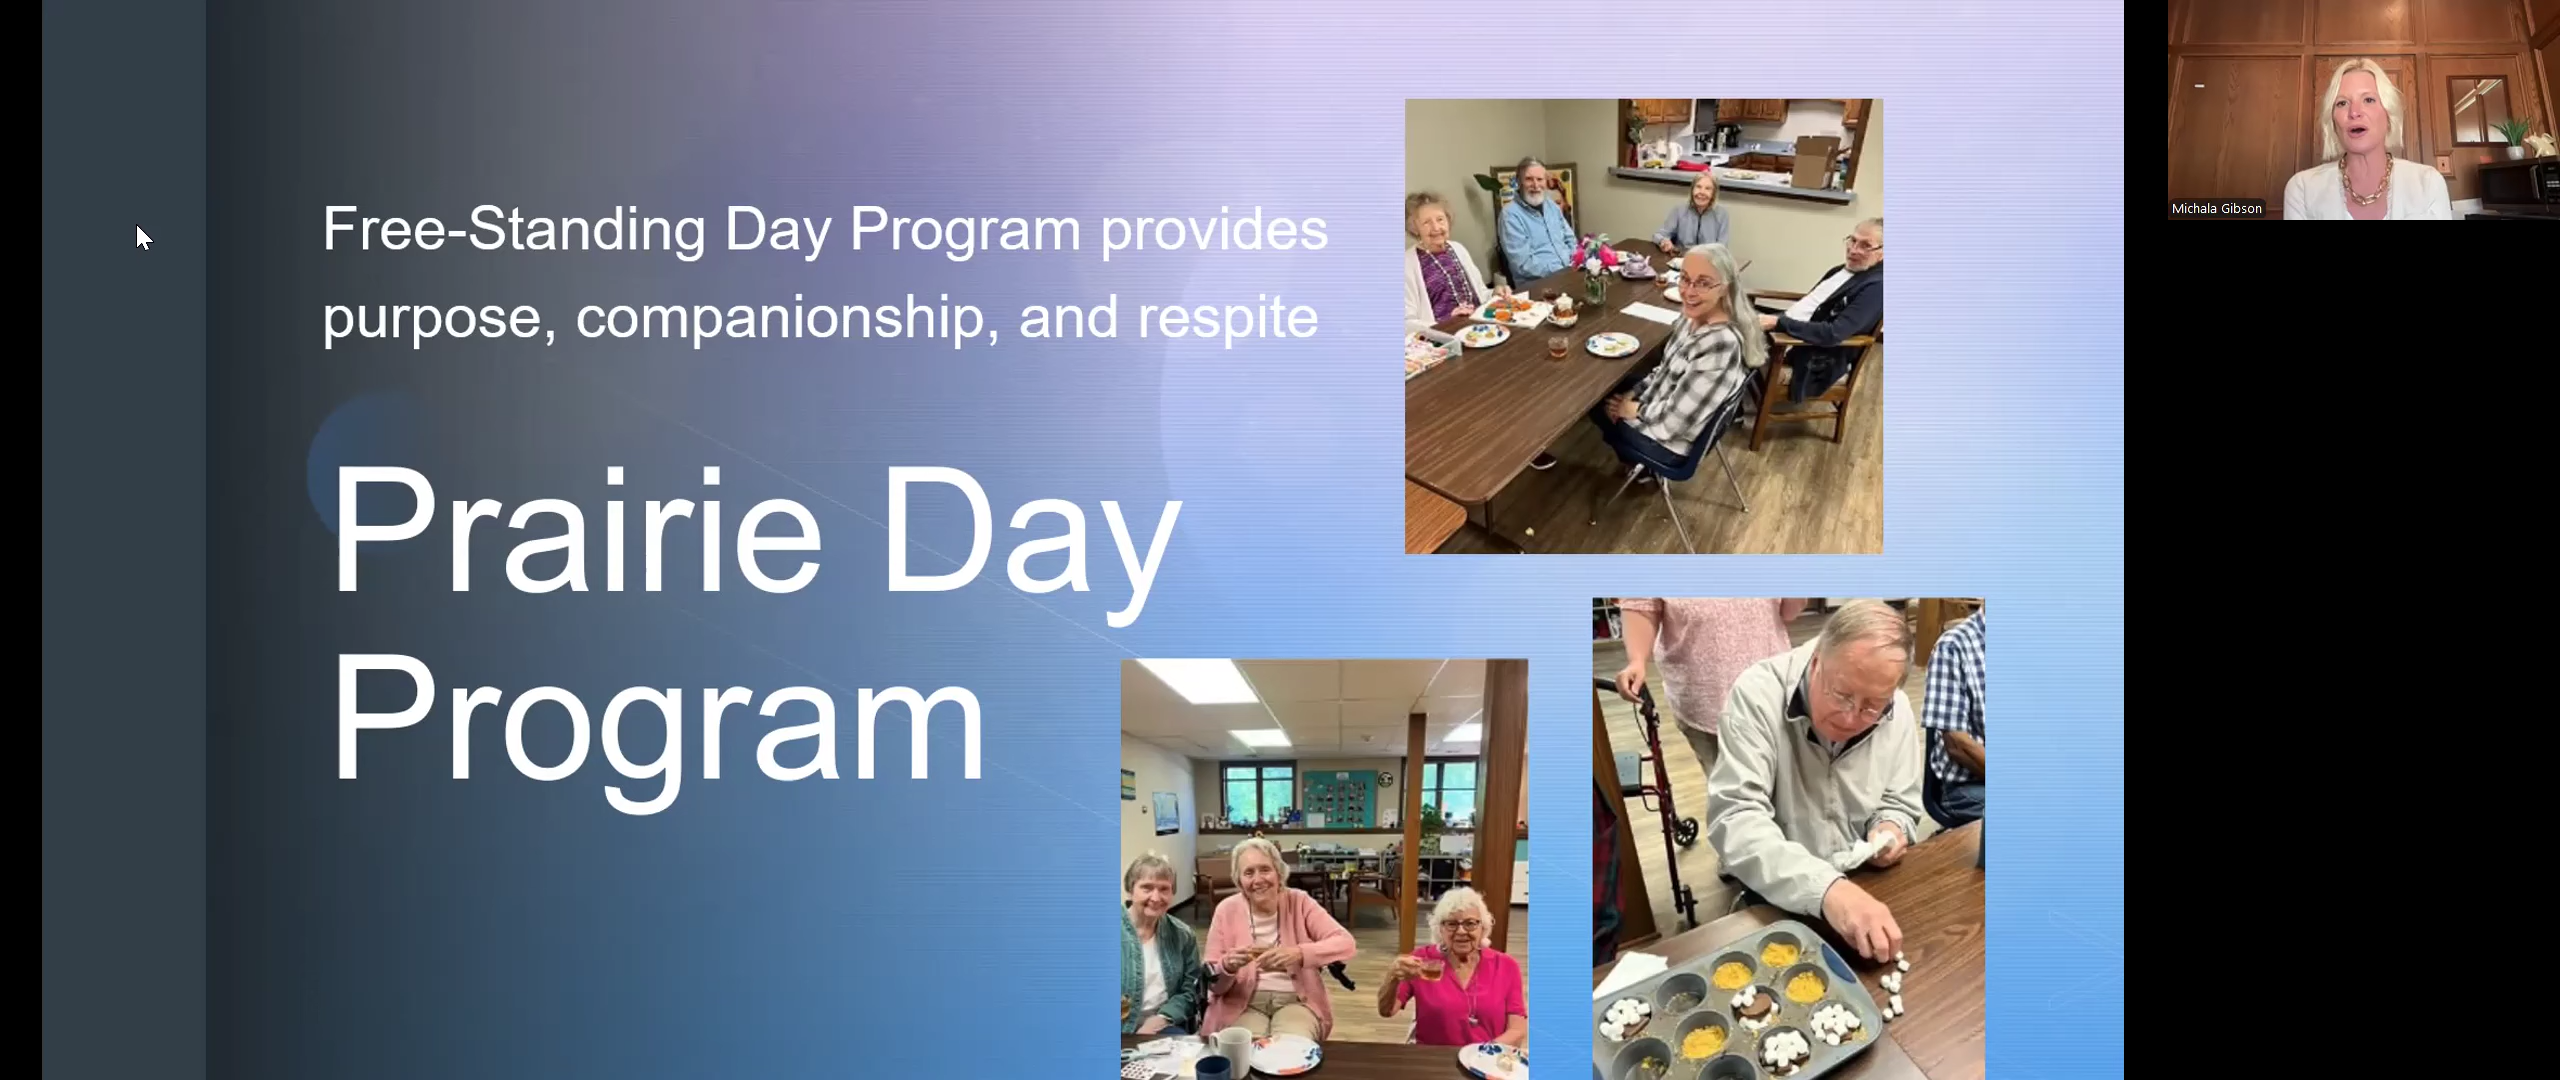 Free-Standing Day Program provides
purpose, companionship, and respite
Prairie Day
Program
Michala Gibson